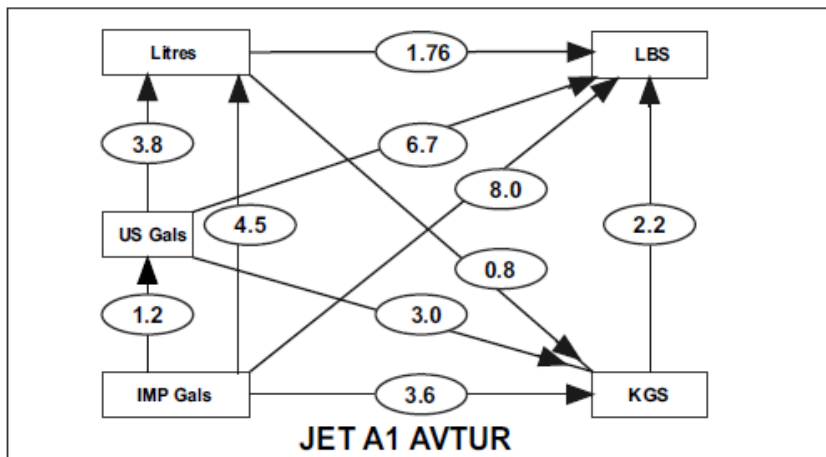 Litres
1.76
LBS
3.8
6.7
8.0
US Gals
4.5
2.2
0.8
1.2
3.0
IMP Gals
3.6
KGS
JET A1 AVTUR